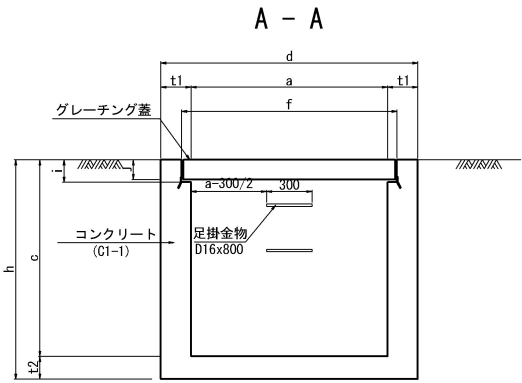 A － A
d
t1
a
t1
f
グレーチング蓋
i
j
a-300/2
300
足掛金物
D16x800
コンクリート
(C1-1)
h
c
t2